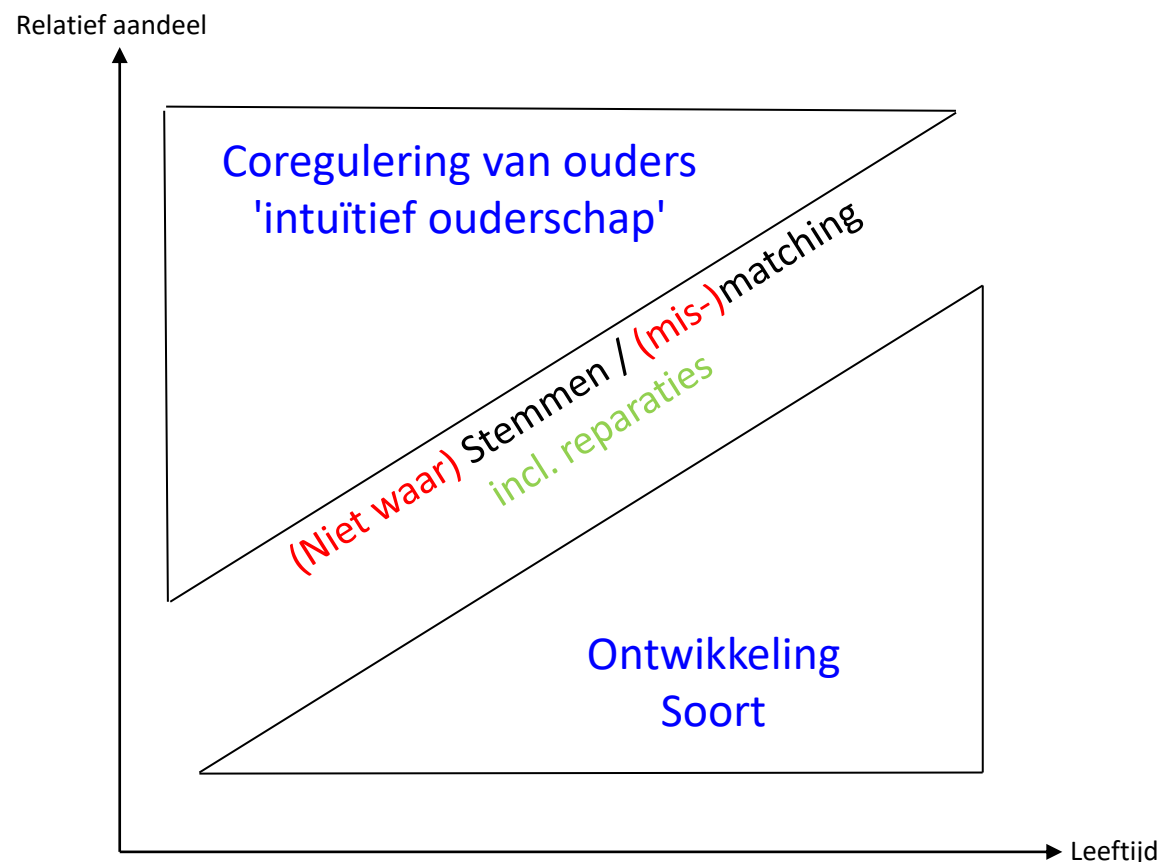 Relatief aandeel
Coregulering van ouders
'intuïtief ouderschap'
(Niet waar) Stemmen / (mis-)matching
incl. reparaties
Ontwikkeling
Soort
Leeftijd